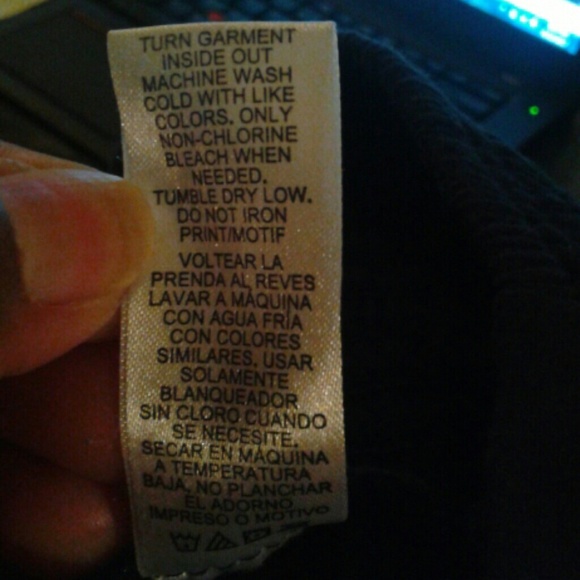 TURN GARMENT
INSIDE OUT
MACHINE WASH
COLD WITH LIKE
COLORS. ONLY
NON-CHLORINE
BLEACH WHEN
NEEDED.
TUMBLE DRY LOW.
DO NOT IRON
PRINT/MOTIF
VOLTEAR LA
PRENDA AL REVES
LAVAR A MÁQUINA
CON AGUA FRÍA
CON COLORES
SIMILARES. USAR
SOLAMENTE
BLANQUEADOR
SIN CLORO CUANDO
SE NECESITE.
SECAR EN MÁQUINA
A TEMPERATURA
BAJA. NO PLANCHAR
EL ADORNO
IMPRESO O MOTIVO